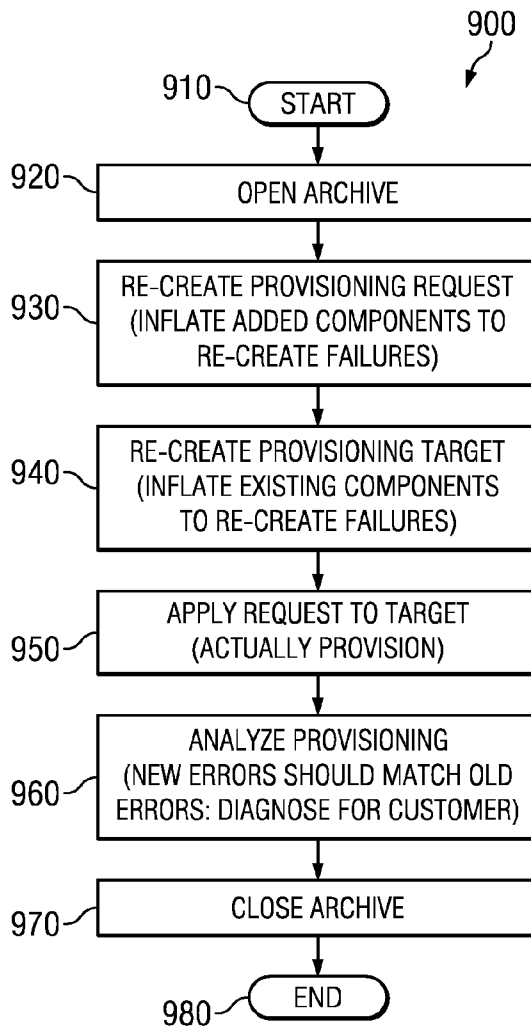 900
910
START
920
OPEN ARCHIVE
930
RE-CREATE PROVISIONING REQUEST
(INFLATE ADDED COMPONENTS TO
RE-CREATE FAILURES)
940
RE-CREATE PROVISIONING TARGET
(INFLATE EXISTING COMPONENTS
TO RE-CREATE FAILURES)
950
APPLY REQUEST TO TARGET
(ACTUALLY PROVISION)
960
ANALYZE PROVISIONING
(NEW ERRORS SHOULD MATCH OLD
ERRORS: DIAGNOSE FOR CUSTOMER)
970
CLOSE ARCHIVE
980
END